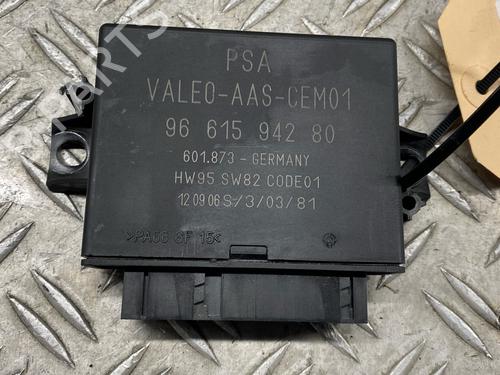 PSA
VALEO-AAS-CEM01
96 615 942 80
601.873 - GERMANY
HW95 SW82 CODE01
120906S/3/03/81
>PA66 GF 15<
PARTS